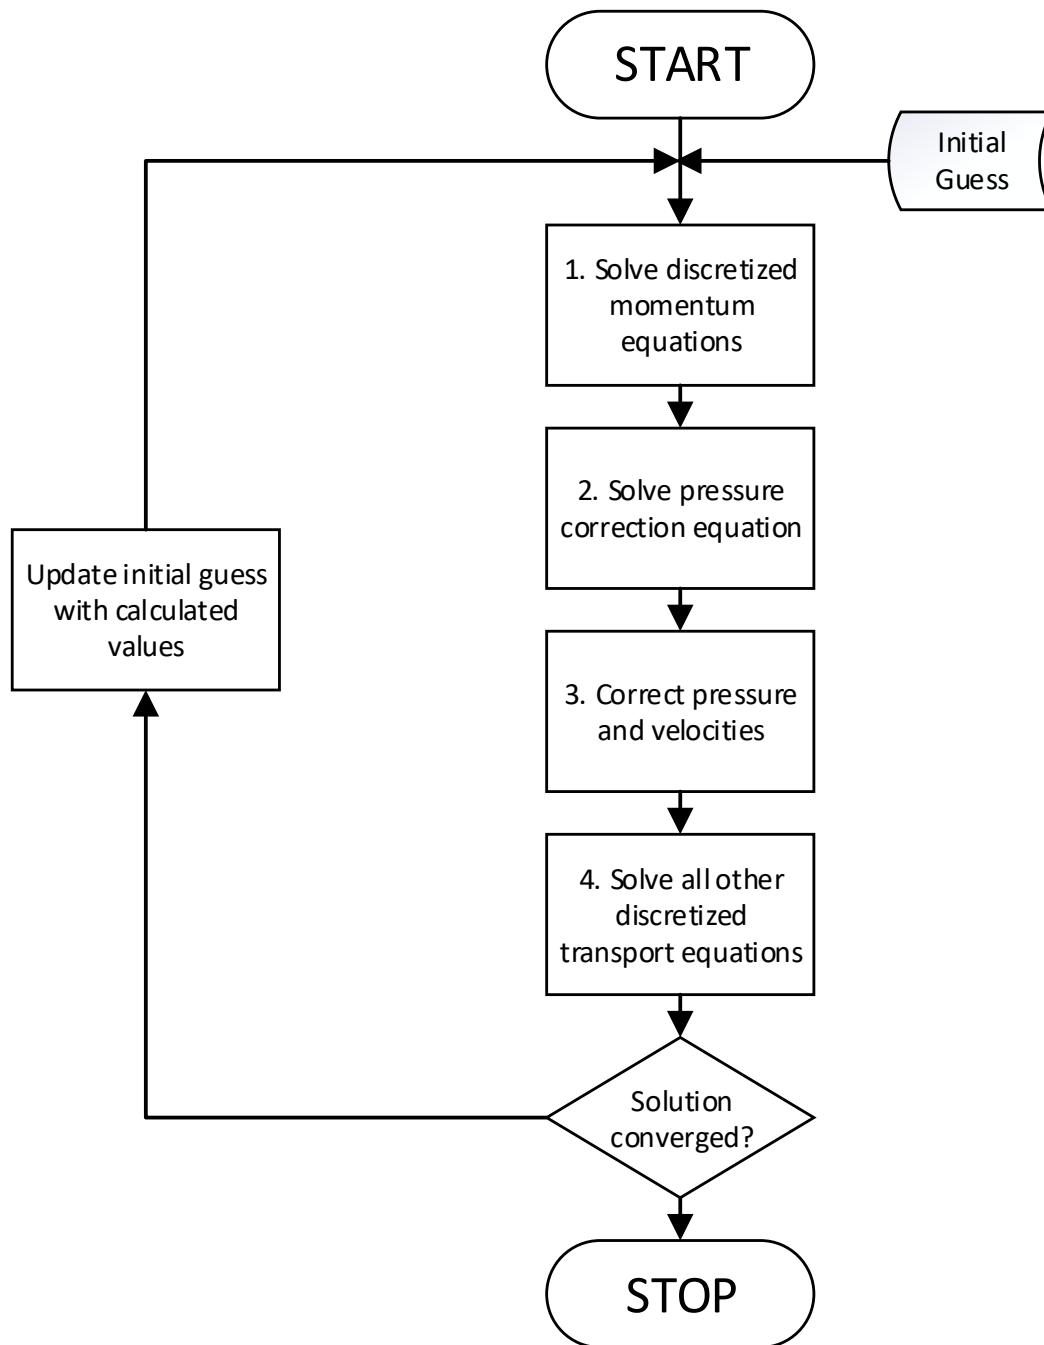 START
Initial
Guess
1. Solve discretized
momentum
equations
2. Solve pressure
correction equation
Update initial guess
with calculated
values
3. Correct pressure
and velocities
4. Solve all other
discretized
transport equations
Solution
converged?
STOP